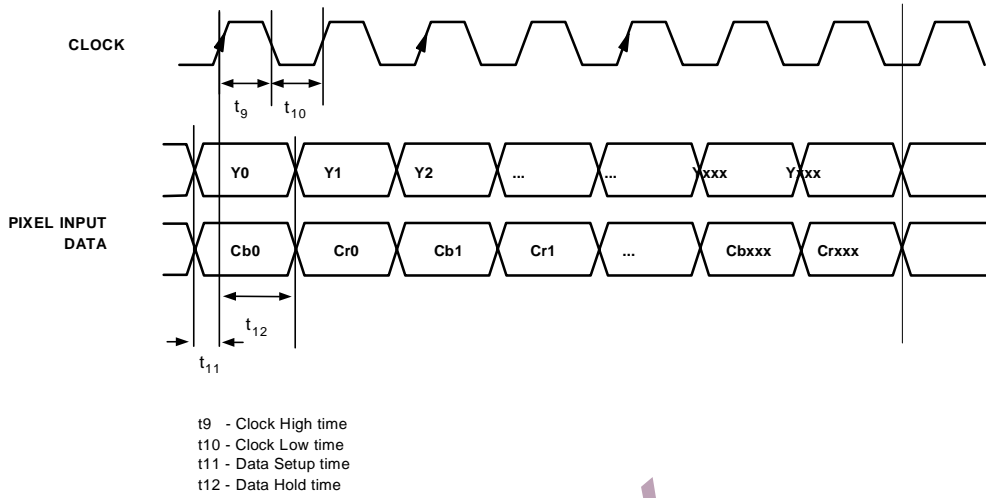 CLOCK
t9 t10
Y0 Y1 Y2 ... ... Yxxx Yxxx
PIXEL INPUT
DATA
Cb0 Cr0 Cb1 Cr1 ... Cbxxx Crxxx
t12
t11
t9 - Clock High time
t10 - Clock Low time
t11 - Data Setup time
t12 - Data Hold time